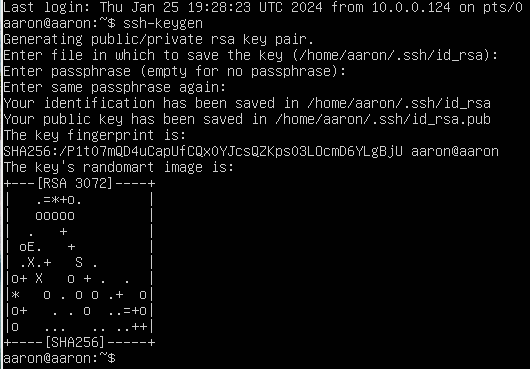 Last login: Thu Jan 25 19:28:23 UTC 2024 from 10.0.0.124 on pts/0
aaron@aaron:~$ ssh-keygen
Generating public/private rsa key pair.
Enter file in which to save the key (/home/aaron/.ssh/id_rsa):
Enter passphrase (empty for no passphrase):
Enter same passphrase again:
Your identification has been saved in /home/aaron/.ssh/id_rsa
Your public key has been saved in /home/aaron/.ssh/id_rsa.pub
The key fingerprint is:
SHA256:/P1t07mQD4uCapUfCQx0YJcsQZKps03LOcmD6YLgBjU aaron@aaron
The key's randomart image is:
+---[RSA 3072]----+
|   .=*+o.        |
|   ooooo         |
|  .   +          |
| oE.   +         |
| .X.+   S .      |
|o+ X   o + .  .  |
|*   o . o o .+  o|
|o+   . . o  ..=+o|
|o   ...   .. ..++|
+----[SHA256]-----+
aaron@aaron:~$